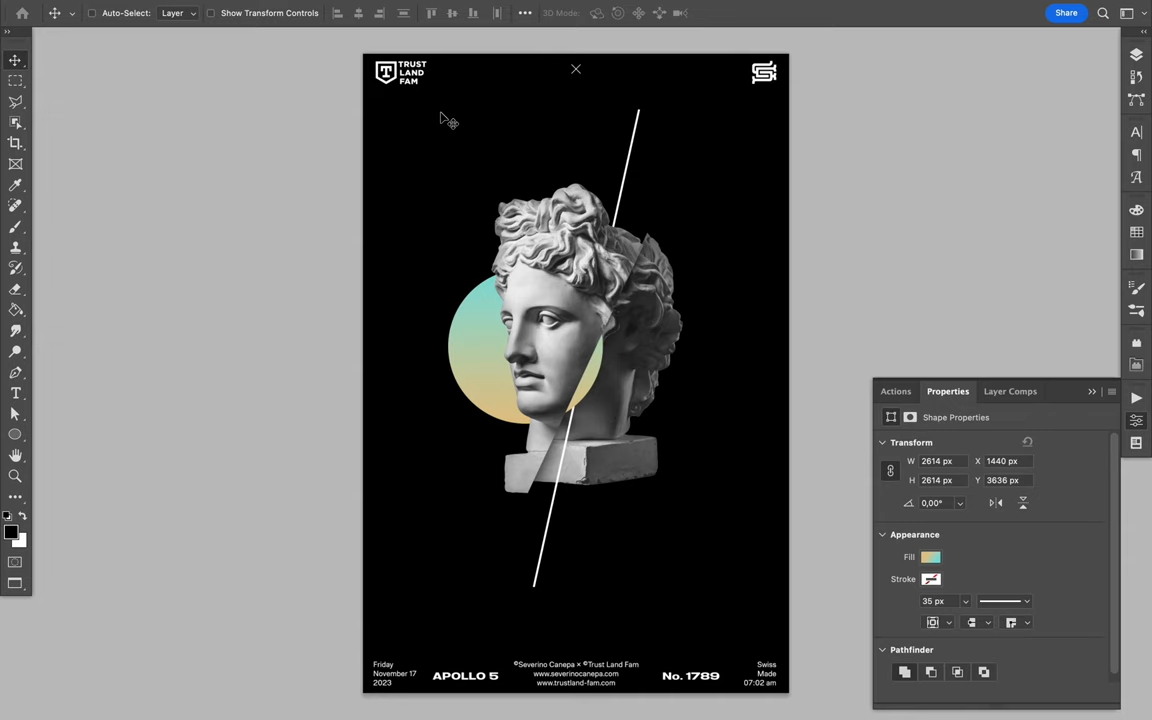 Auto-Select:
Layer
Show Transform Controls
3D Mode:
Share
TRUST
LAND
FAM
Actions
Properties
Layer Comps
Shape Properties
Transform
W 2614 px X 1440 px
H 2614 px Y 3636 px
0,00°
Appearance
Fill
Stroke
35 px
Pathfinder
Friday
November 17
2023
APOLLO 5
©Severino Canepa × ©Trust Land Fam
www.severinocanepa.com
www.trustland-fam.com
No. 1789
Swiss
Made
07:02 am